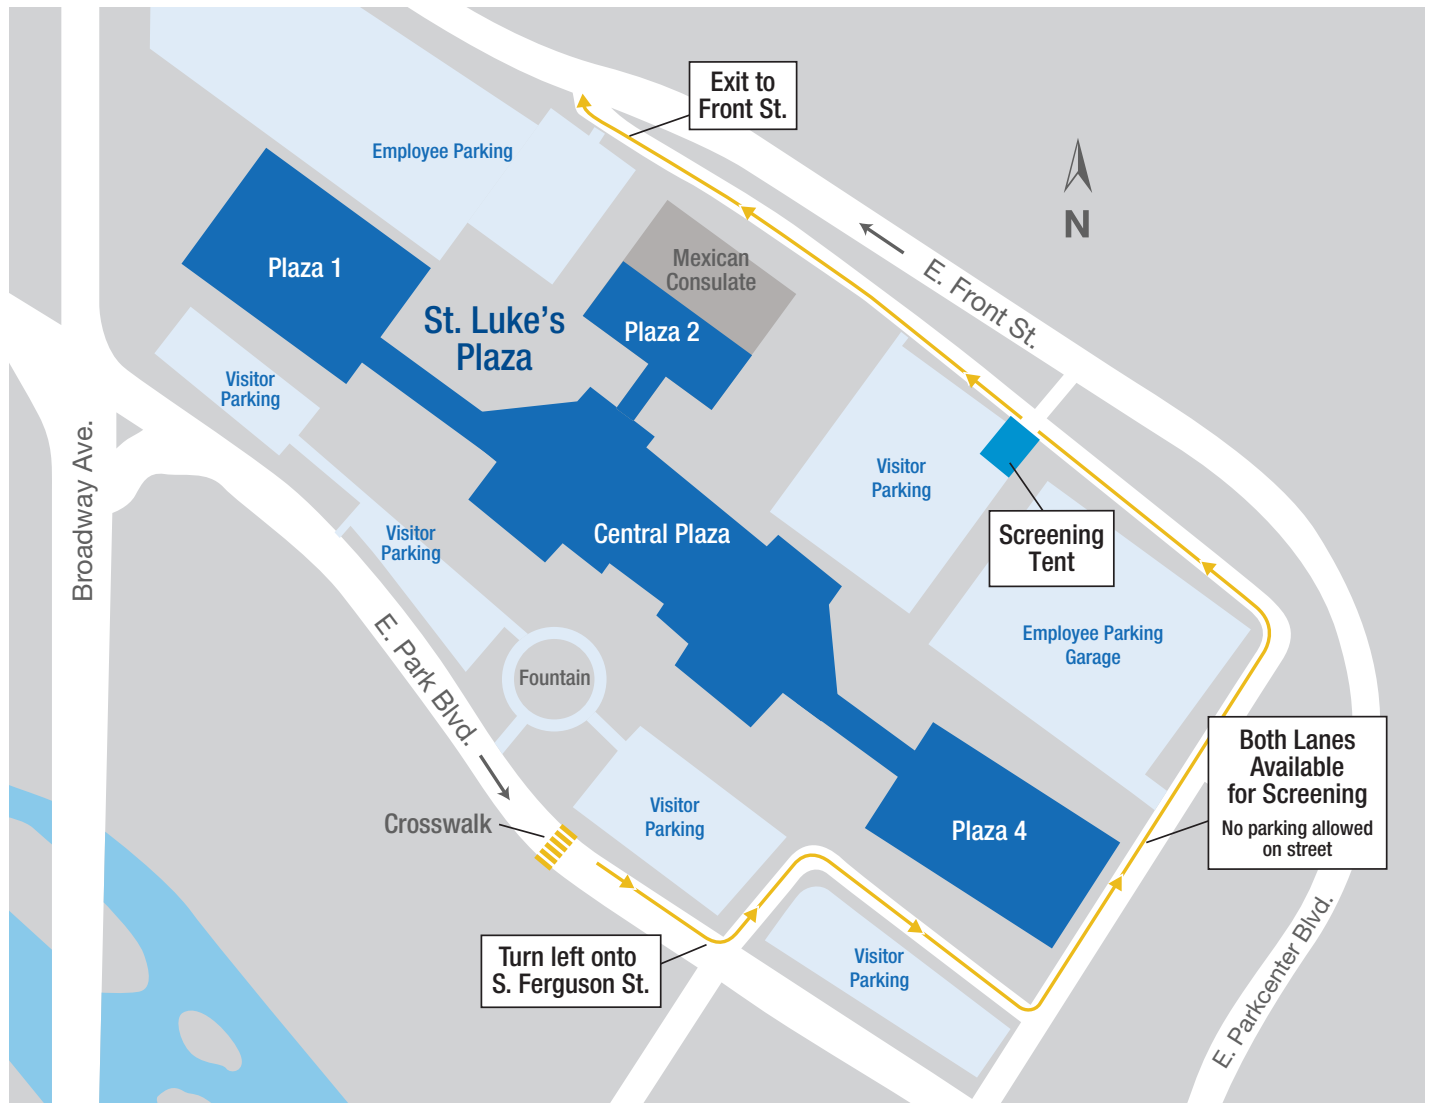 Exit to
Front St.
Employee Parking
N
Plaza 1
Mexican
Consulate
E. Front St.
St. Luke's
Plaza
Plaza 2
Visitor
Parking
Broadway Ave.
Visitor
Parking
Visitor
Parking
Central Plaza
Screening
Tent
E. Park Blvd.
Employee Parking
Garage
Fountain
Both Lanes
Available
for Screening
No parking allowed
on street
Crosswalk
Visitor
Parking
Plaza 4
Turn left onto
S. Ferguson St.
Visitor
Parking
E. Parkcenter Blvd.